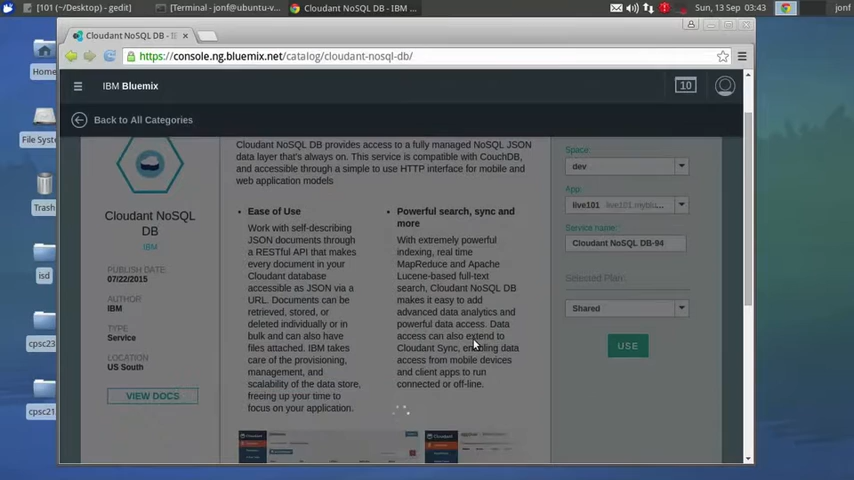 [101 (~/Desktop) - gedit]
[Terminal - jonf@ubuntu-v...
Cloudant NoSQL DB - IBM ...
Sun, 13 Sep 03:43
jonf
Cloudant NoSQL DB - IB
https://console.ng.bluemix.net/catalog/cloudant-nosql-db/
IBM Bluemix
10
Back to All Categories
Home
File Syst
Trash
isd
cpsc23
cpsc21
Cloudant NoSQL
DB
IBM
PUBLISH DATE
07/22/2015
AUTHOR
IBM
TYPE
Service
LOCATION
US South
VIEW DOCS
Cloudant NoSQL DB provides access to a fully managed NoSQL JSON
data layer that's always on. This service is compatible with CouchDB,
and accessible through a simple to use HTTP interface for mobile and
web application models
• Ease of Use
Work with self-describing
JSON documents through
a RESTful API that makes
every document in your
Cloudant database
accessible as JSON via a
URL. Documents can be
retrieved, stored, or
deleted individually or in
bulk and can also have
files attached. IBM takes
care of the provisioning,
management, and
scalability of the data store,
freeing up your time to
focus on your application.
• Powerful search, sync and
more
With extremely powerful
indexing, real time
MapReduce and Apache
Lucene-based full-text
search, Cloudant NoSQL DB
makes it easy to add
advanced data analytics and
powerful data access. Data
access can also extend to
Cloudant Sync, enabling data
access from mobile devices
and client apps to run
connected or off-line.
Space:
dev
App:
live101 live101.myblu...
Service name:
Cloudant NoSQL DB-94
Selected Plan:
Shared
USE